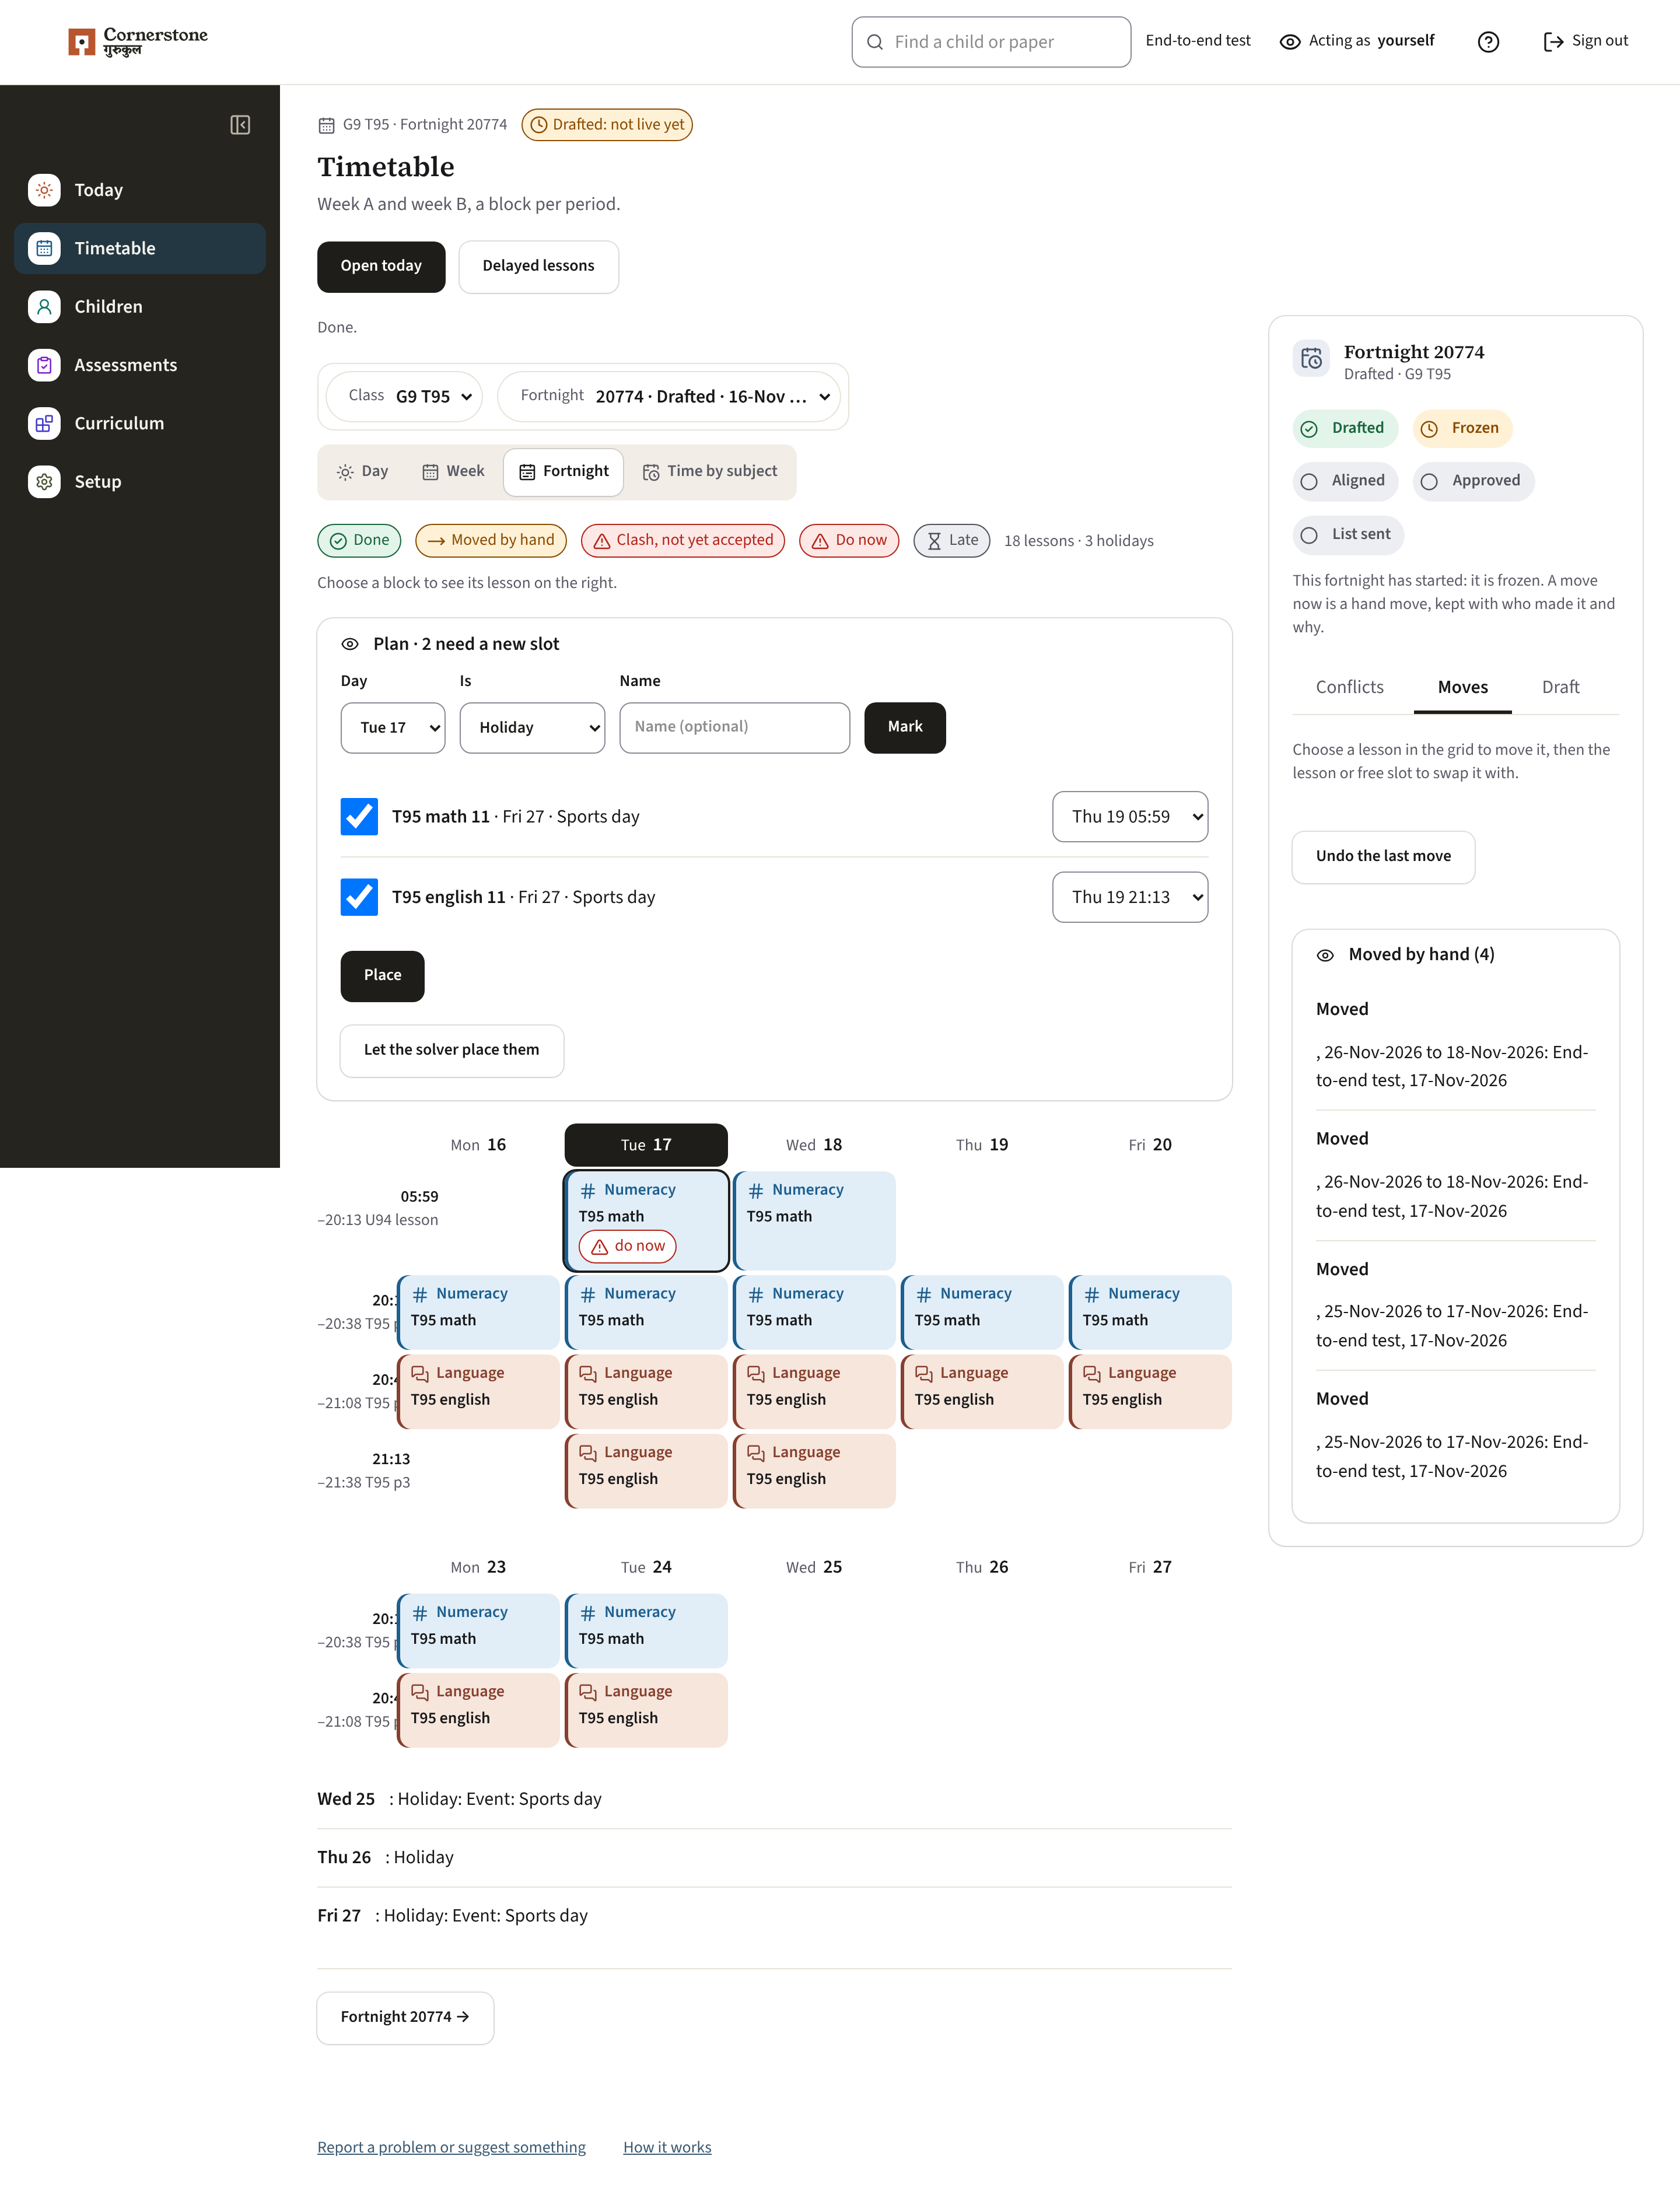 Cornerstone
गुरुकुल
Find a child or paper
End-to-end test
Acting as yourself
Sign out
Today
Timetable
Children
Assessments
Curriculum
Setup
G9 T95 · Fortnight 20774
Drafted: not live yet
Timetable
Week A and week B, a block per period.
Open today
Delayed lessons
Done.
Class G9 T95
Fortnight 20774 · Drafted · 16-Nov ...
Day
Week
Fortnight
Time by subject
Done
Moved by hand
Clash, not yet accepted
Do now
Late
18 lessons · 3 holidays
Choose a block to see its lesson on the right.
Plan · 2 need a new slot
Day
Is
Name
Tue 17
Holiday
Name (optional)
Mark
T95 math 11 · Fri 27 · Sports day
Thu 19 05:59
T95 english 11 · Fri 27 · Sports day
Thu 19 21:13
Place
Let the solver place them
Mon 16
Tue 17
Wed 18
Thu 19
Fri 20
05:59
–20:13 U94 lesson
Numeracy
T95 math
do now
Numeracy
T95 math
–20:38 T95
Numeracy
T95 math
Numeracy
T95 math
Numeracy
T95 math
Numeracy
T95 math
Numeracy
T95 math
–21:08 T95
Language
T95 english
Language
T95 english
Language
T95 english
Language
T95 english
Language
T95 english
21:13
–21:38 T95 p3
Language
T95 english
Language
T95 english
Mon 23
Tue 24
Wed 25
Thu 26
Fri 27
–20:38 T95
Numeracy
T95 math
Numeracy
T95 math
–21:08 T95
Language
T95 english
Language
T95 english
Wed 25 : Holiday: Event: Sports day
Thu 26 : Holiday
Fri 27 : Holiday: Event: Sports day
Fortnight 20774 →
Report a problem or suggest something
How it works
Fortnight 20774
Drafted · G9 T95
Drafted
Frozen
Aligned
Approved
List sent
This fortnight has started: it is frozen. A move
now is a hand move, kept with who made it and
why.
Conflicts
Moves
Draft
Choose a lesson in the grid to move it, then the
lesson or free slot to swap it with.
Undo the last move
Moved by hand (4)
Moved
, 26-Nov-2026 to 18-Nov-2026: End-
to-end test, 17-Nov-2026
Moved
, 26-Nov-2026 to 18-Nov-2026: End-
to-end test, 17-Nov-2026
Moved
, 25-Nov-2026 to 17-Nov-2026: End-
to-end test, 17-Nov-2026
Moved
, 25-Nov-2026 to 17-Nov-2026: End-
to-end test, 17-Nov-2026